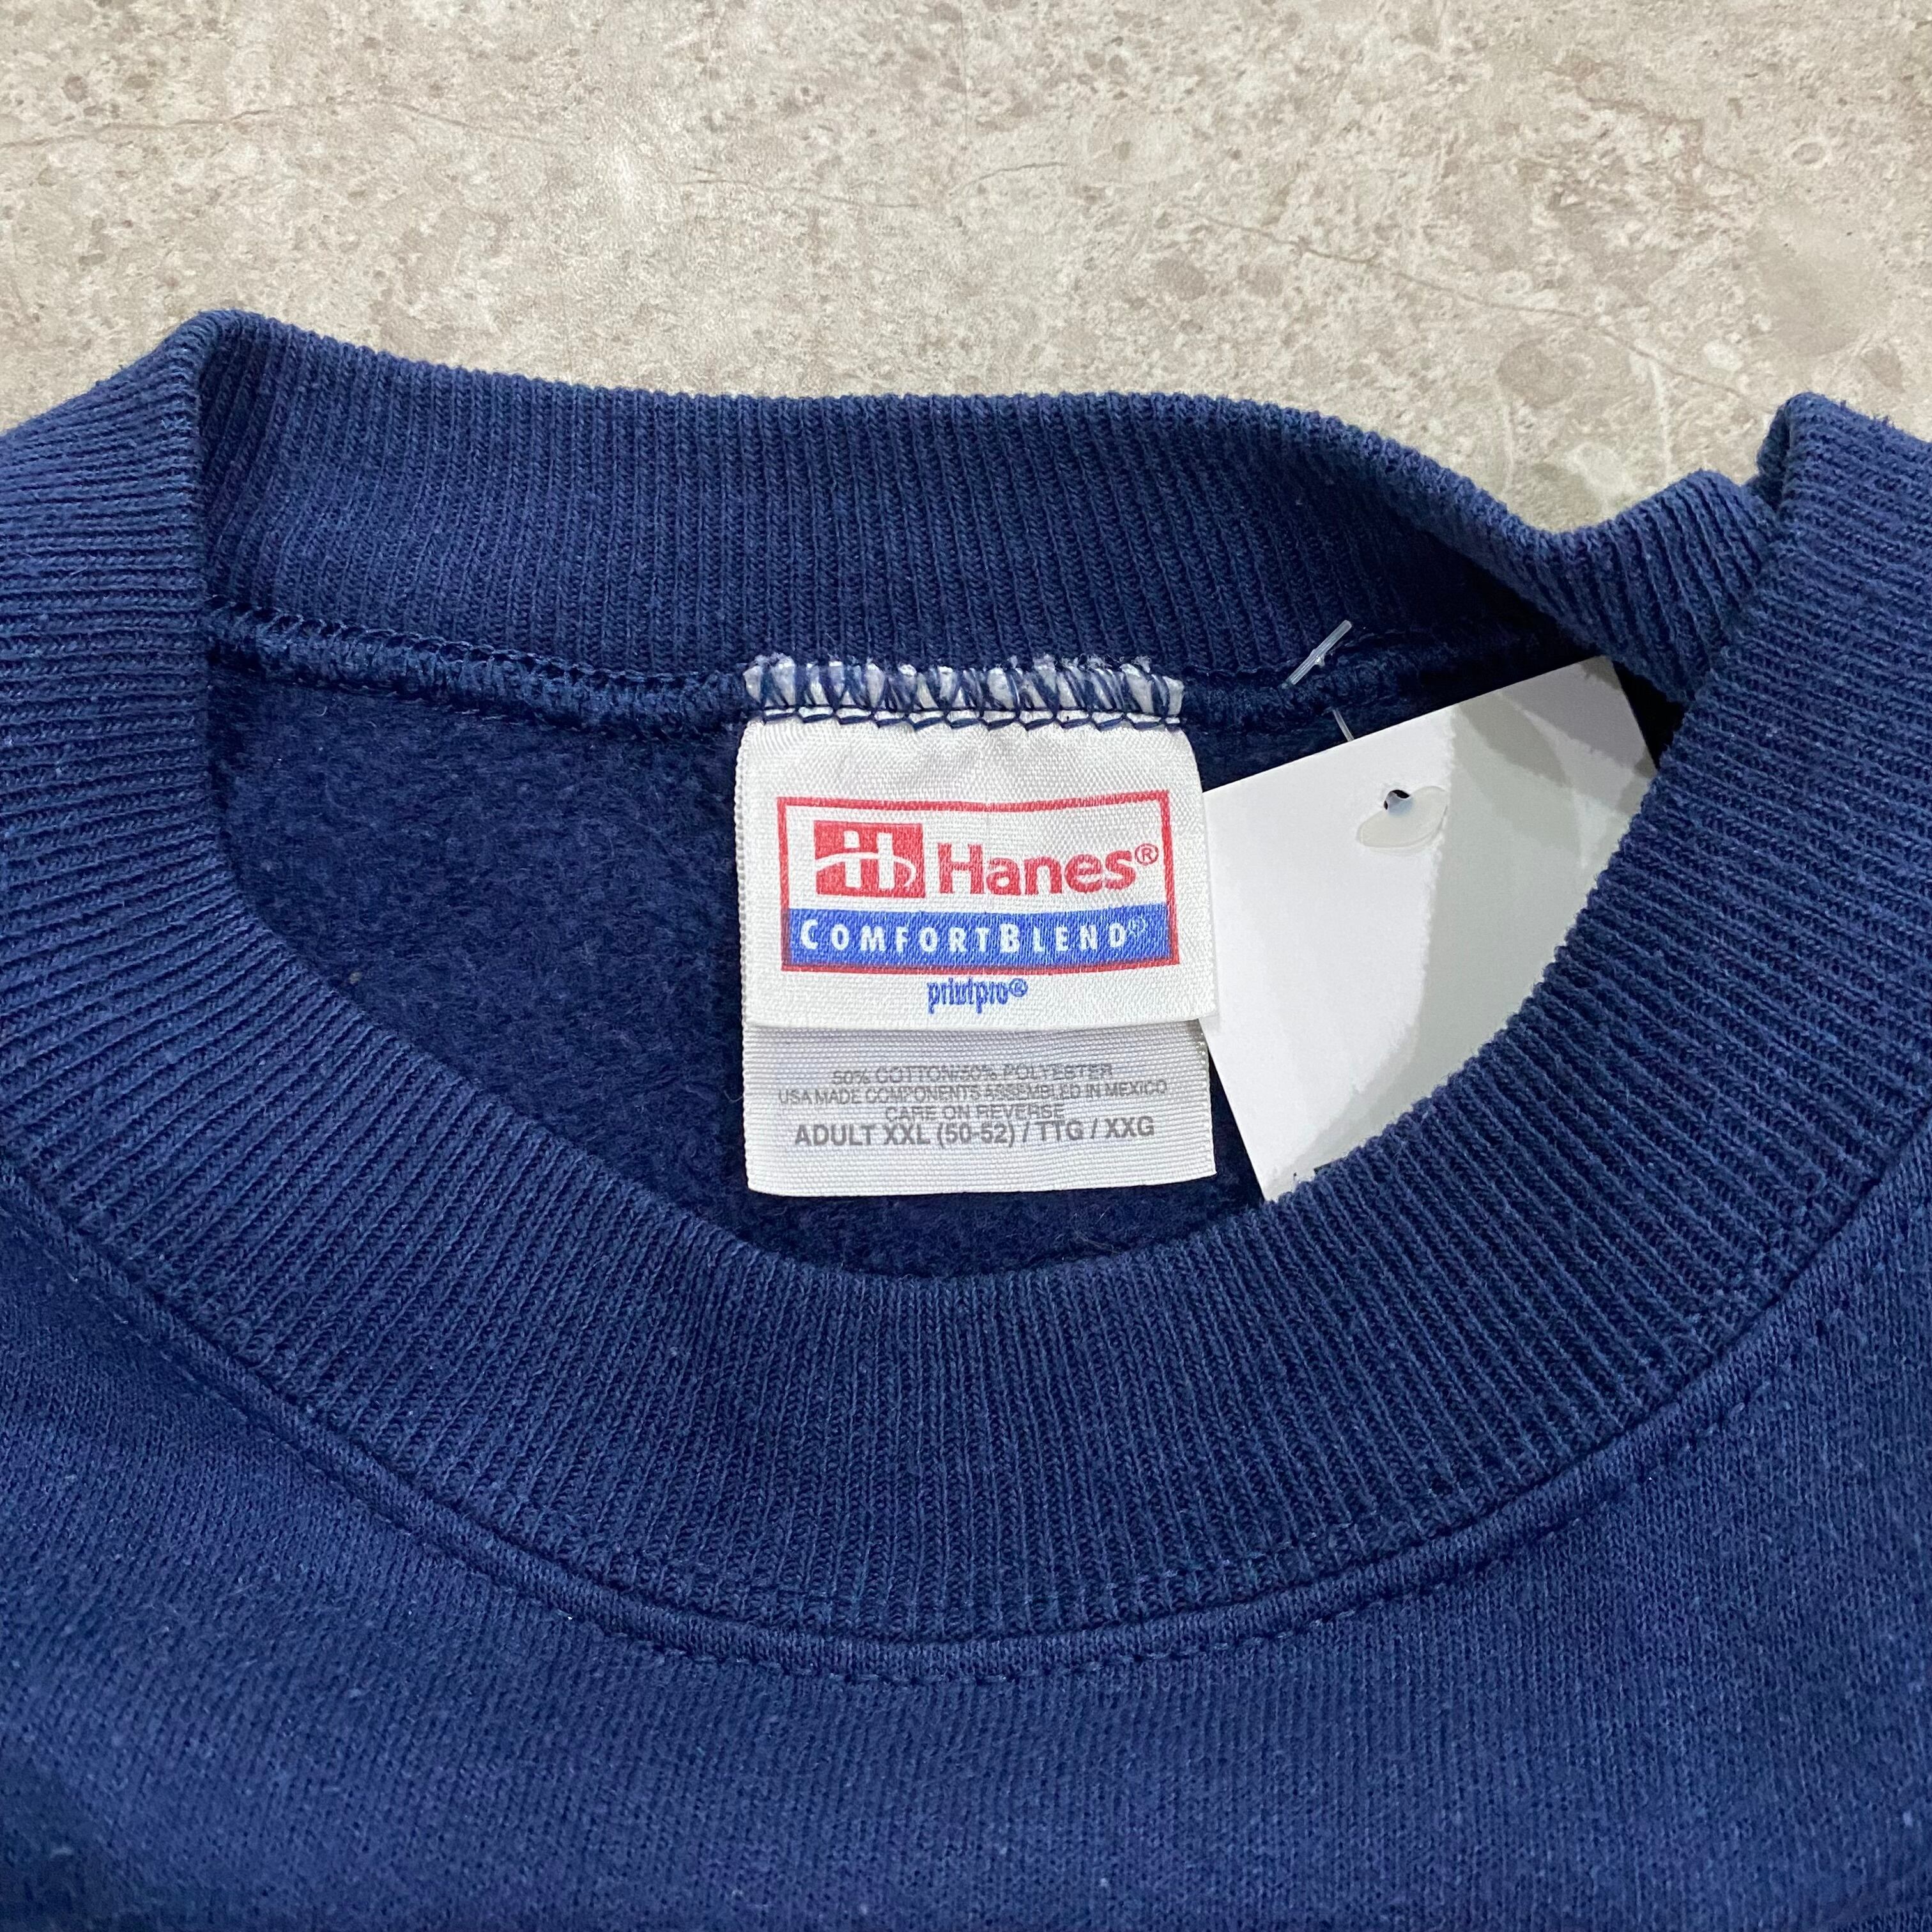 Hanes®
COMFORTBLEND®
printpro®
50% COTTON/50% POLYESTER
USA MADE COMPONENTS ASSEMBLED IN MEXICO
CARE ON REVERSE
ADULT XXL (50-52) / TTG / XXG